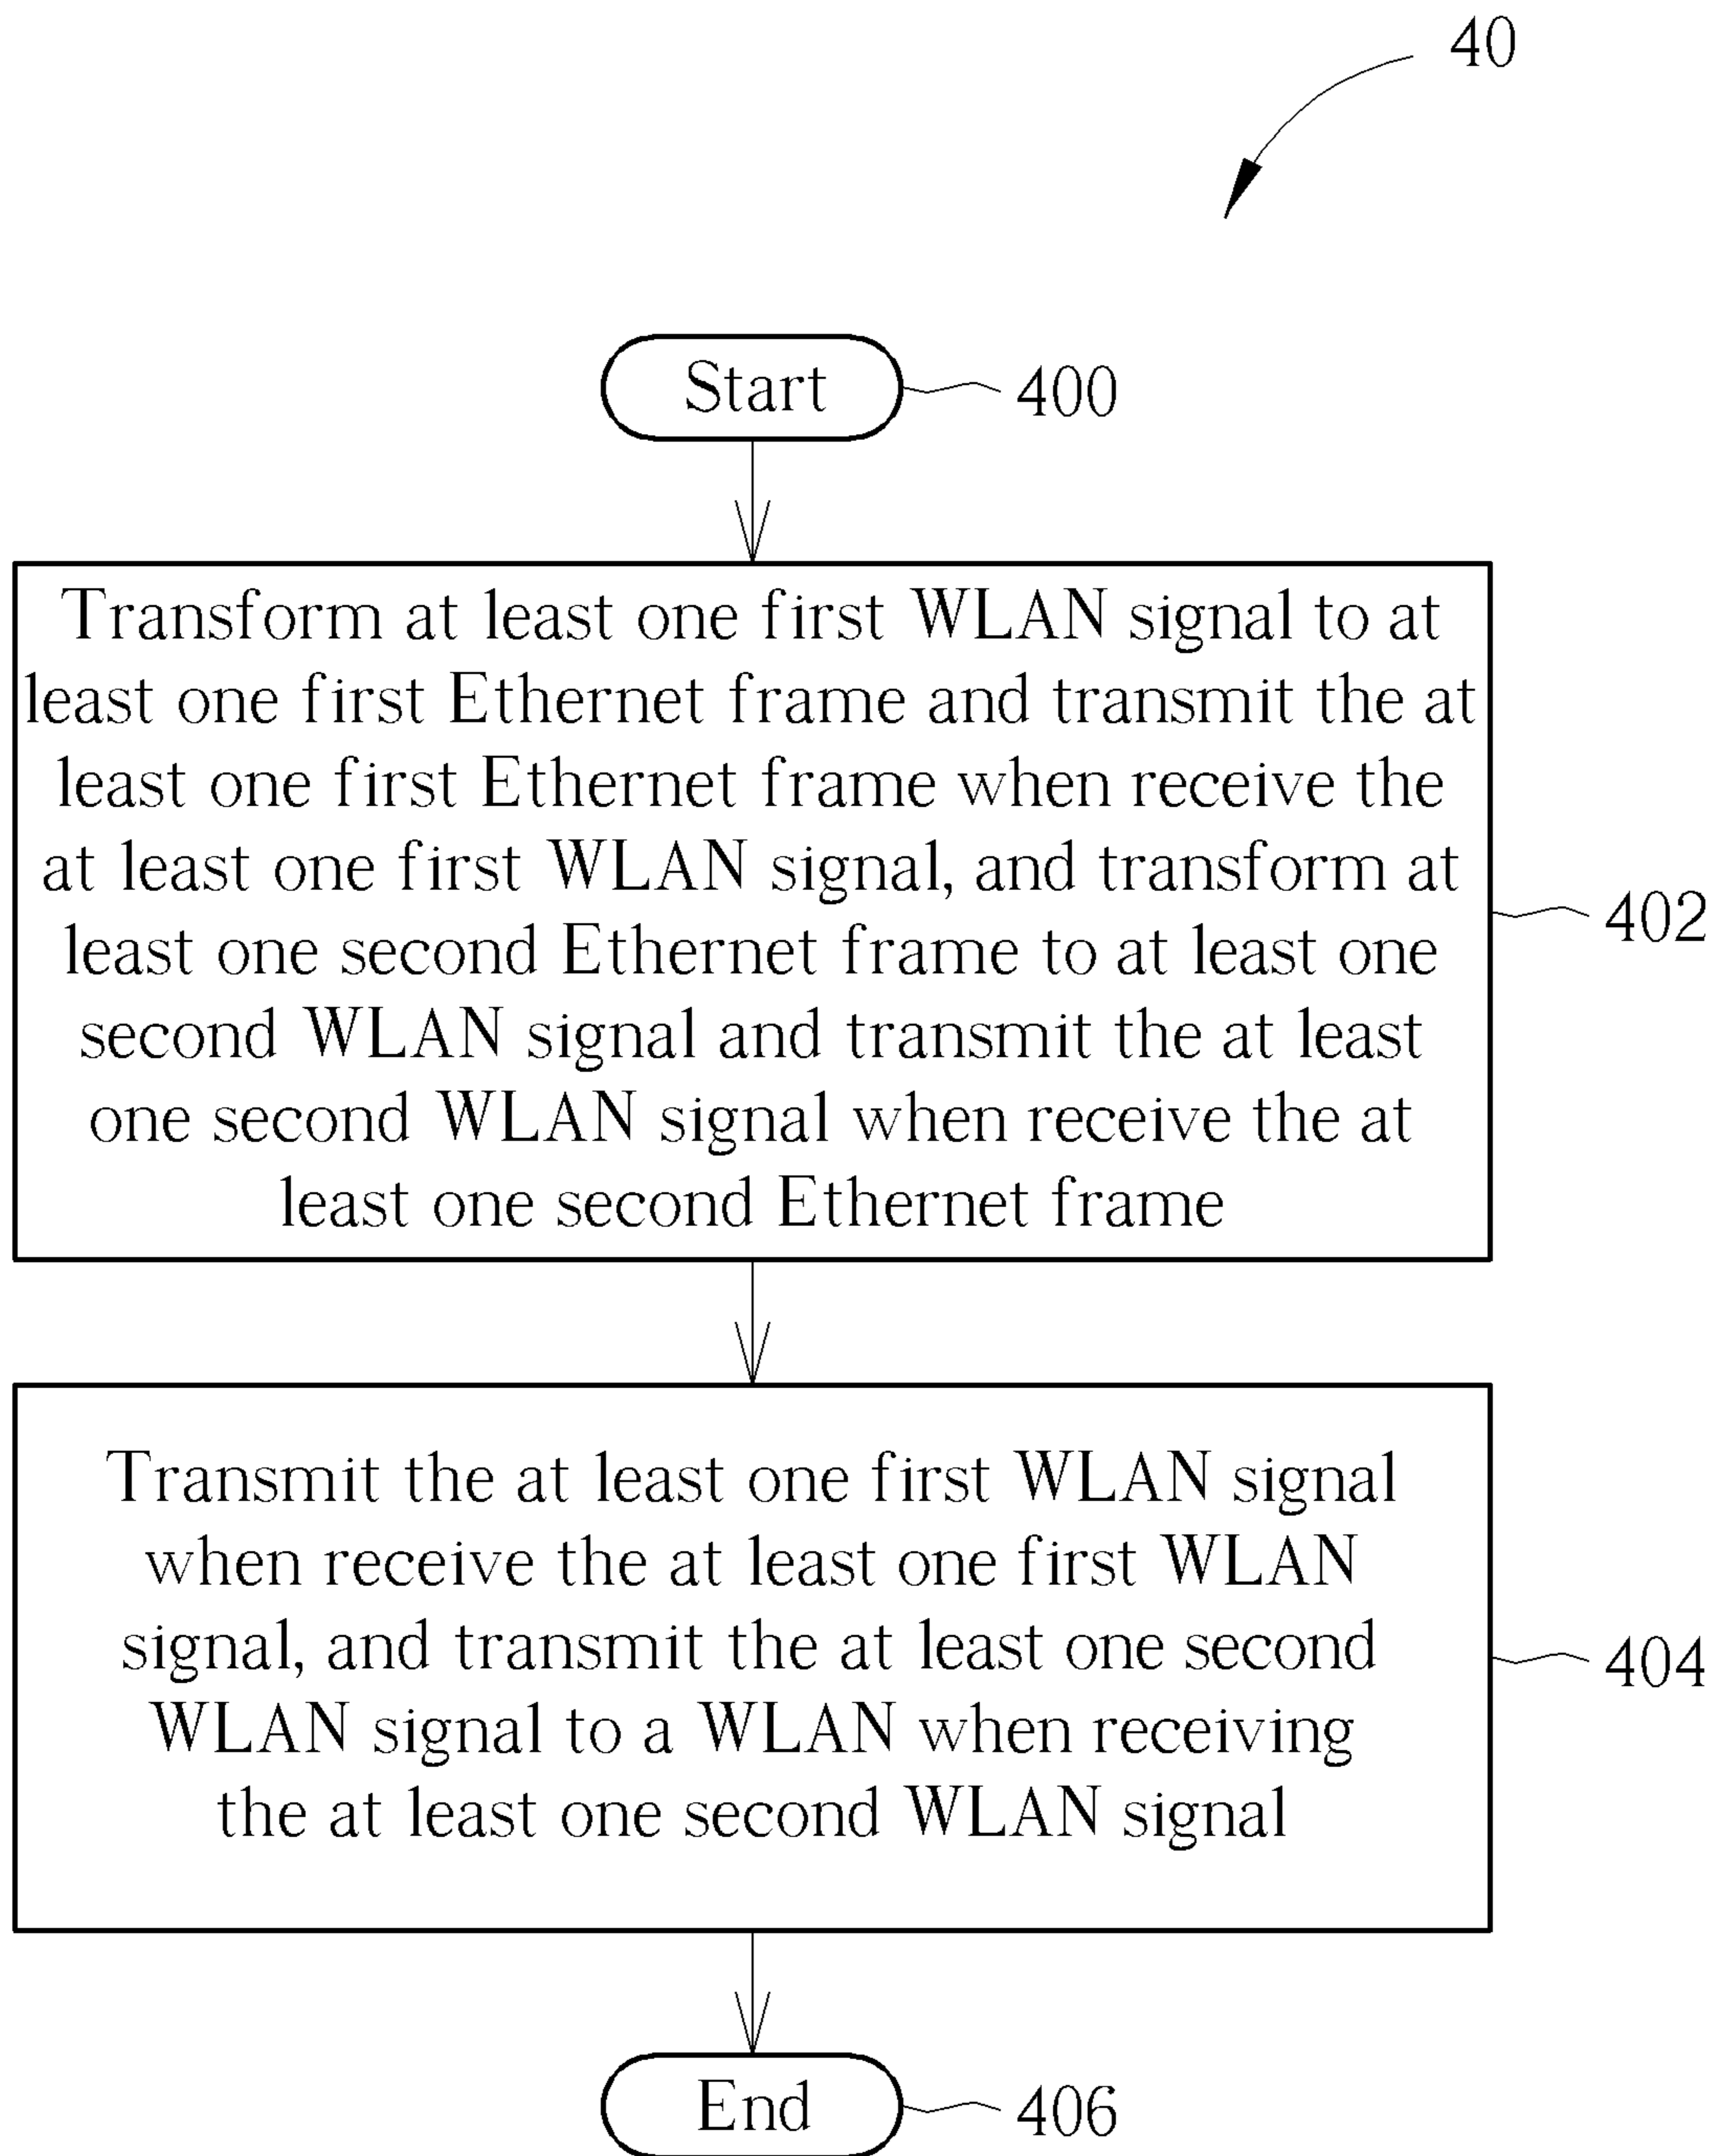 40
Start
400
Transform at least one first WLAN signal to at
least one first Ethernet frame and transmit the at
least one first Ethernet frame when receive the
at least one first WLAN signal, and transform at
least one second Ethernet frame to at least one
second WLAN signal and transmit the at least
one second WLAN signal when receive the at
least one second Ethernet frame
402
Transmit the at least one first WLAN signal
when receive the at least one first WLAN
signal, and transmit the at least one second
WLAN signal to a WLAN when receiving
the at least one second WLAN signal
404
End
406